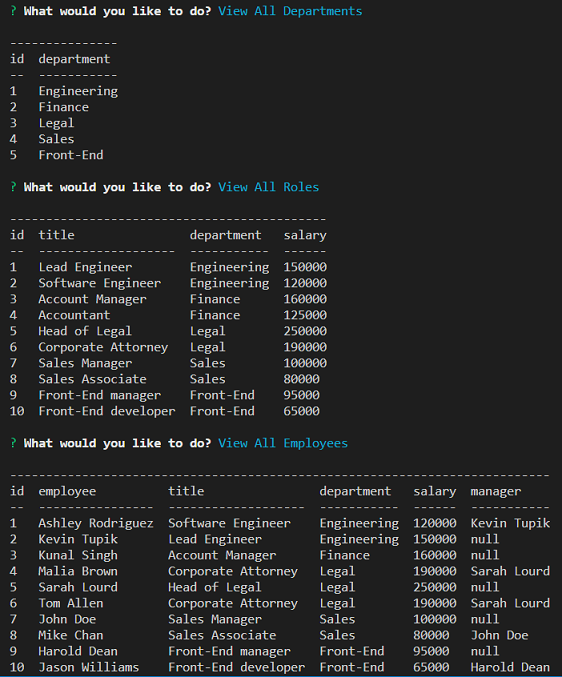 ? What would you like to do? View All Departments
---------------
id  department
--  -----------
1   Engineering
2   Finance
3   Legal
4   Sales
5   Front-End
? What would you like to do? View All Roles
--------------------------------------------
id  title                department   salary
--  -------------------  -----------  ------
1   Lead Engineer        Engineering  150000
2   Software Engineer    Engineering  120000
3   Account Manager      Finance      160000
4   Accountant           Finance      125000
5   Head of Legal        Legal        250000
6   Corporate Attorney   Legal        190000
7   Sales Manager        Sales        100000
8   Sales Associate      Sales        80000
9   Front-End manager    Front-End    95000
10  Front-End developer  Front-End    65000
? What would you like to do? View All Employees
---------------------------------------------------------------------------
id  employee          title                department   salary  manager
--  ----------------  -------------------  -----------  ------  -----------
1   Ashley Rodriguez  Software Engineer    Engineering  120000  Kevin Tupik
2   Kevin Tupik       Lead Engineer        Engineering  150000  null
3   Kunal Singh       Account Manager      Finance      160000  null
4   Malia Brown       Corporate Attorney   Legal        190000  Sarah Lourd
5   Sarah Lourd       Head of Legal        Legal        250000  null
6   Tom Allen         Corporate Attorney   Legal        190000  Sarah Lourd
7   John Doe          Sales Manager        Sales        100000  null
8   Mike Chan         Sales Associate      Sales        80000   John Doe
9   Harold Dean       Front-End manager    Front-End    95000   null
10  Jason Williams    Front-End developer  Front-End    65000   Harold Dean